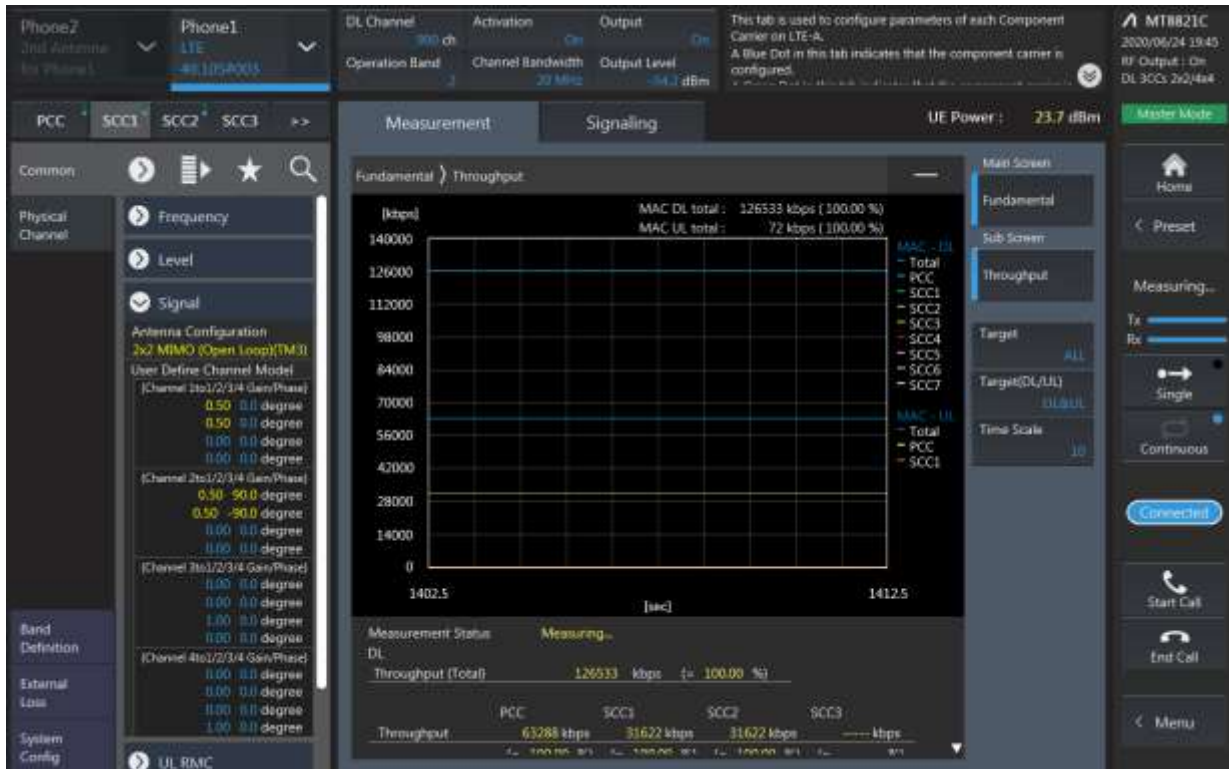 Phone2
2nd Antenna
for Phone1
Phone1
LTE
DL Channel
900 ch
Activation
On
Output
On
Operation Band
2
Channel Bandwidth
20 MHz
Output Level
dBm
This tab is used to configure parameters of each Component
Carrier on LTE-A.
A Blue Dot in this tab indicates that the component carrier is
configured.
MT8821C
2020/06/24 19:45
RF Output : On
DL 3CCs 2x2/4x4
PCC SCC1 SCC2 SCC3 >>
Measurement
Signaling
UE Power : 23.7 dBm
Master Mode
Common
Physical
Channel
Band
Definition
External
Loss
System
Config
Frequency
Level
Signal
Antenna Configuration
2x2 MIMO (Open Loop)(TM3)
User Define Channel Model
(Channel 1to1/2/3/4 Gain/Phase)
0.50 0.0 degree
0.50 0.0 degree
0.00 0.0 degree
0.00 0.0 degree
(Channel 2to1/2/3/4 Gain/Phase)
0.50 90.0 degree
0.50 -90.0 degree
0.00 0.0 degree
0.00 0.0 degree
(Channel 3to1/2/3/4 Gain/Phase)
0.00 0.0 degree
0.00 0.0 degree
1.00 0.0 degree
0.00 0.0 degree
(Channel 4to1/2/3/4 Gain/Phase)
0.00 0.0 degree
0.00 0.0 degree
0.00 0.0 degree
1.00 0.0 degree
UL RMC
Fundamental 》 Throughput
[kbps]
MAC DL total : 126533 kbps ( 100.00 %)
MAC UL total : 72 kbps ( 100.00 %)
140000
126000
112000
98000
84000
70000
56000
42000
28000
14000
0
1402.5
[sec]
1412.5
MAC - DL
Total
PCC
SCC1
SCC2
SCC3
SCC4
SCC5
SCC6
SCC7
MAC - UL
Total
PCC
SCC1
Measurement Status Measuring...
DL
Throughput (Total) 126533 kbps (= 100.00 %)
PCC SCC1 SCC2 SCC3
Throughput 63288 kbps 31622 kbps 31622 kbps ----- kbps
Main Screen
Fundamental
Sub Screen
Throughput
Target
ALL
Target(DL/UL)
DL&UL
Time Scale
10
Home
< Preset
Measuring...
Tx
Rx
Single
Continuous
Connected
Start Call
End Call
< Menu